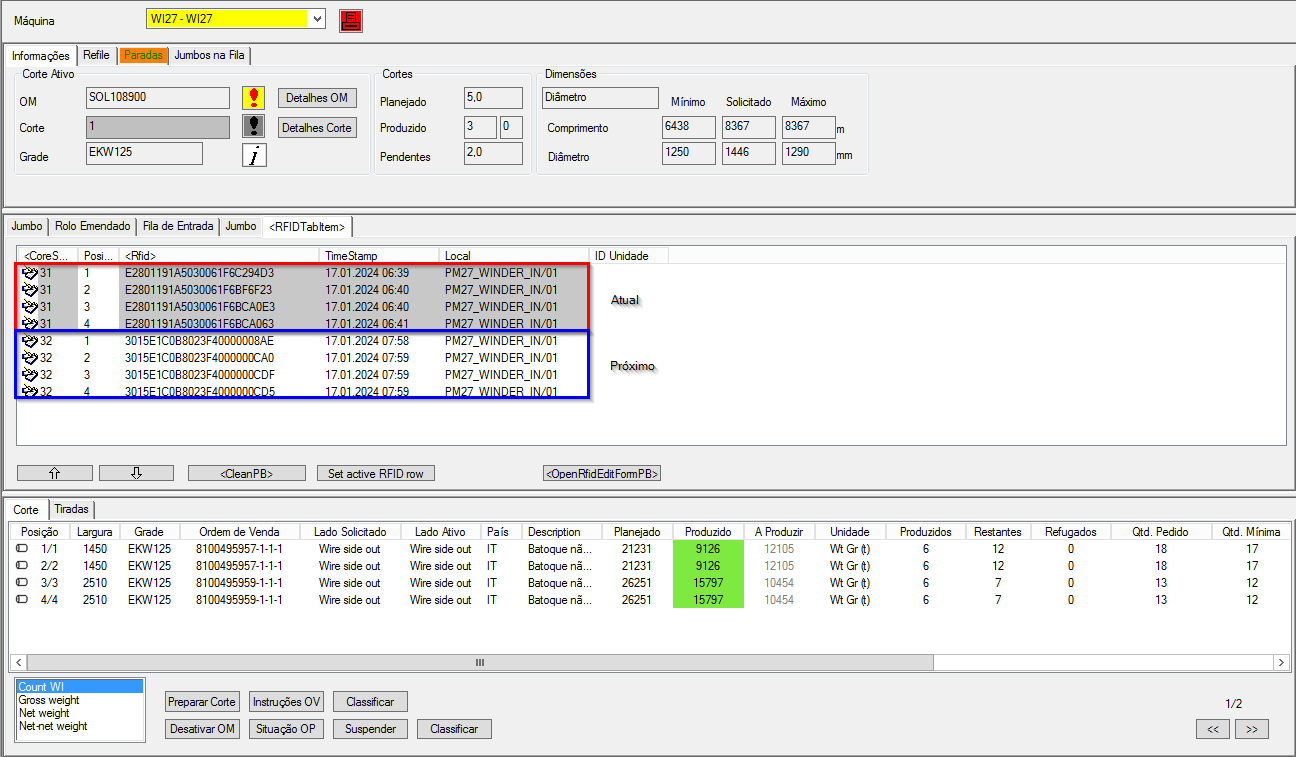 Máquina WI27 - WI27
Informações Refile Paradas Jumbos na Fila
Corte Ativo Cortes Dimensões
OM SOL108900 Detalhes OM Planejado 5,0 Diâmetro Mínimo Solicitado Máximo
Corte 1 Detalhes Corte Produzido 3 0 Comprimento 6438 8367 8367 m
Grade EKW125 i Pendentes 2,0 Diâmetro 1250 1446 1290 mm
Jumbo Rolo Emendado Fila de Entrada Jumbo <RFIDTabItem>
<CoreS... Posi... <Rfid> TimeStamp Local ID Unidade
31 1 E2801191A5030061F6C294D3 17.01.2024 06:39 PM27_WINDER_IN/01
31 2 E2801191A5030061F6BF6F23 17.01.2024 06:40 PM27_WINDER_IN/01
Atual
31 3 E2801191A5030061F6BCA0E3 17.01.2024 06:40 PM27_WINDER_IN/01
31 4 E2801191A5030061F6BCA063 17.01.2024 06:41 PM27_WINDER_IN/01
32 1 3015E1C0B8023F4000008AE 17.01.2024 07:58 PM27_WINDER_IN/01
32 2 3015E1C0B8023F4000000CA0 17.01.2024 07:59 PM27_WINDER_IN/01
Próximo
32 3 3015E1C0B8023F4000000CDF 17.01.2024 07:59 PM27_WINDER_IN/01
32 4 3015E1C0B8023F4000000CD5 17.01.2024 07:59 PM27_WINDER_IN/01
<CleanPB> Set active RFID row <OpenRfidEditFormPB>
Corte Tiradas
Posição Largura Grade Ordem de Venda Lado Solicitado Lado Ativo País Description Planejado Produzido A Produzir Unidade Produzidos Restantes Refugados Qtd. Pedido Qtd. Mínima
1/1 1450 EKW125 8100495957-1-1-1 Wire side out Wire side out IT Batoque nã... 21231 9126 12105 Wt Gr (t) 6 12 0 18 17
2/2 1450 EKW125 8100495957-1-1-1 Wire side out Wire side out IT Batoque nã... 21231 9126 12105 Wt Gr (t) 6 12 0 18 17
3/3 2510 EKW125 8100495959-1-1-1 Wire side out Wire side out IT Batoque nã... 26251 15797 10454 Wt Gr (t) 6 7 0 13 12
4/4 2510 EKW125 8100495959-1-1-1 Wire side out Wire side out IT Batoque nã... 26251 15797 10454 Wt Gr (t) 6 7 0 13 12
Count WI
Gross weight
Net weight
Net-net weight
Preparar Corte Instruções OV Classificar
1/2
Desativar OM Situação OP Suspender Classificar << >>